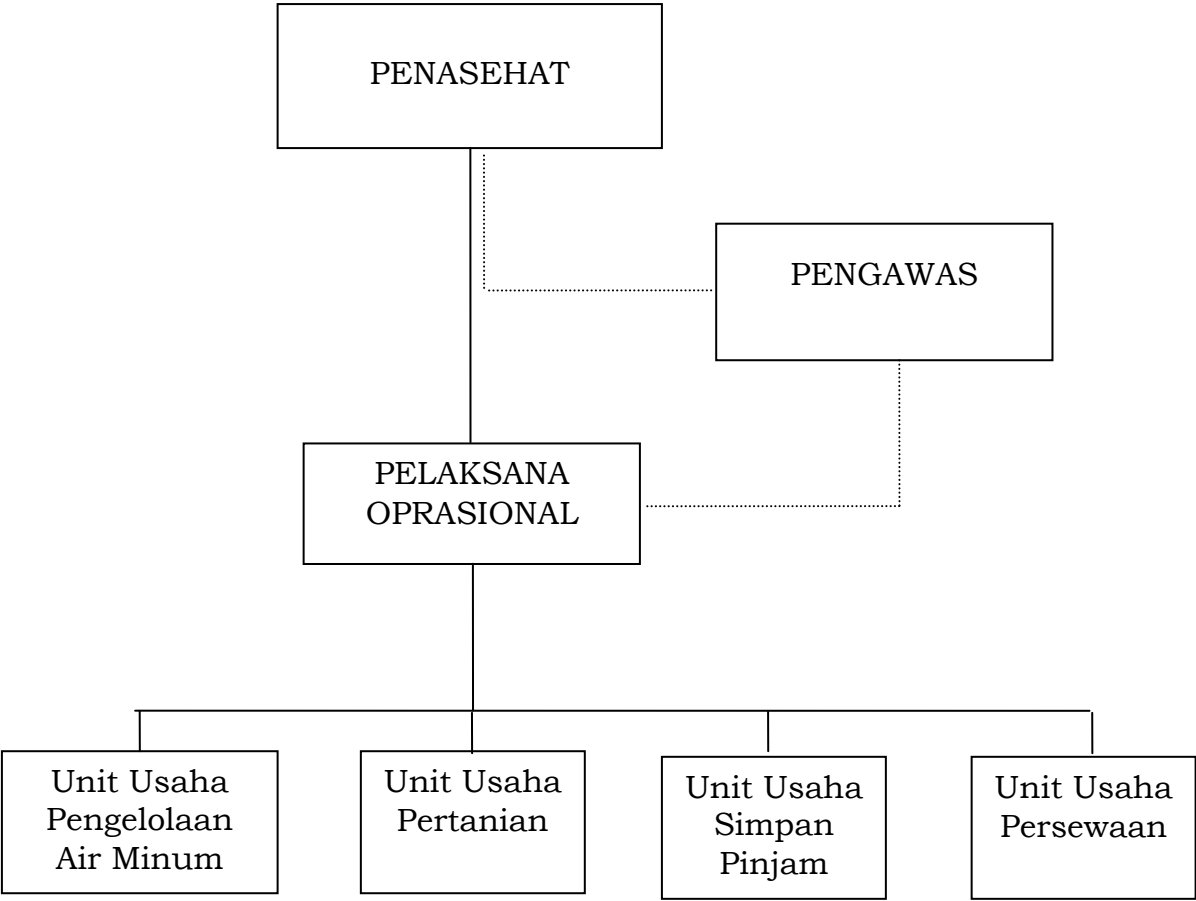 PENASEHAT
PENGAWAS
PELAKSANA
OPRASIONAL
Unit Usaha
Pengelolaan
Air Minum
Unit Usaha
Pertanian
Unit Usaha
Simpan
Pinjam
Unit Usaha
Persewaan